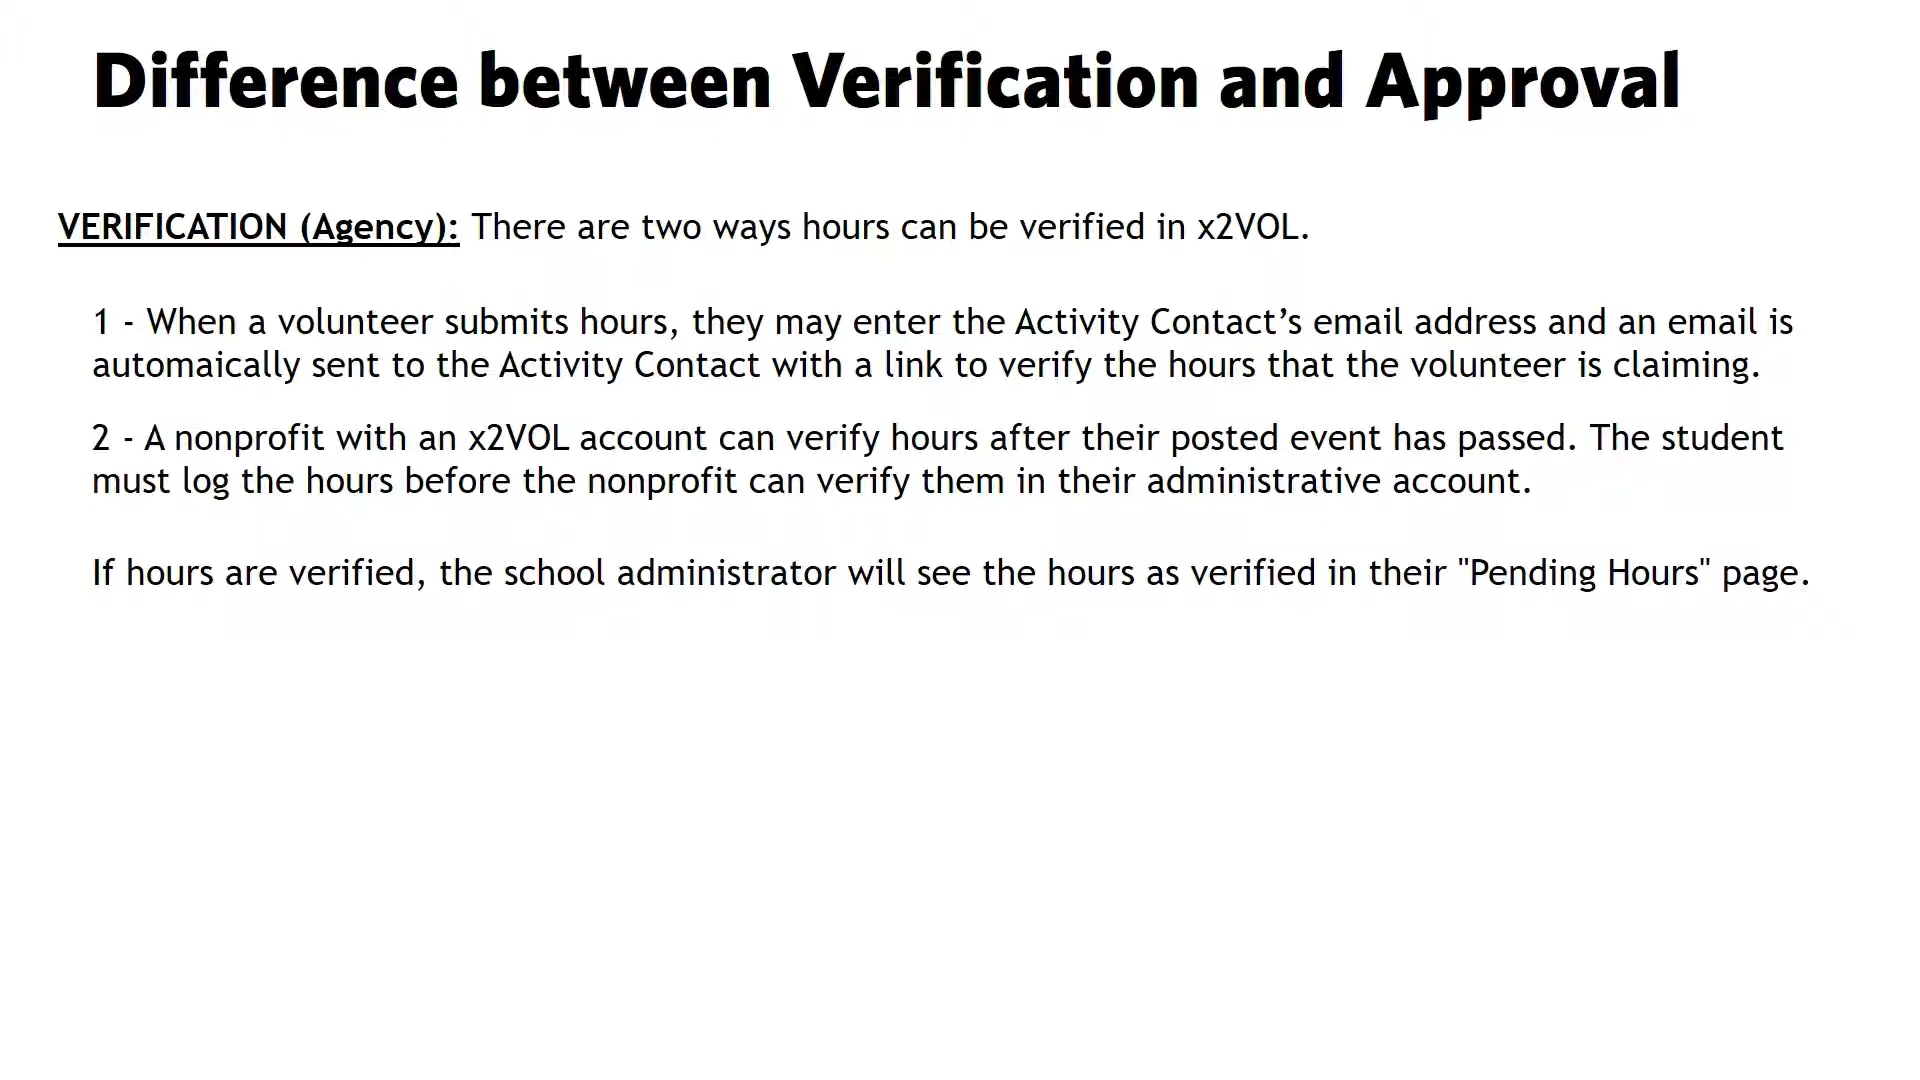 Difference between Verification and Approval
VERIFICATION (Agency): There are two ways hours can be verified in x2VOL.
1 - When a volunteer submits hours, they may enter the Activity Contact’s email address and an email is
automaically sent to the Activity Contact with a link to verify the hours that the volunteer is claiming.
2 - A nonprofit with an x2VOL account can verify hours after their posted event has passed. The student
must log the hours before the nonprofit can verify them in their administrative account.
If hours are verified, the school administrator will see the hours as verified in their "Pending Hours" page.